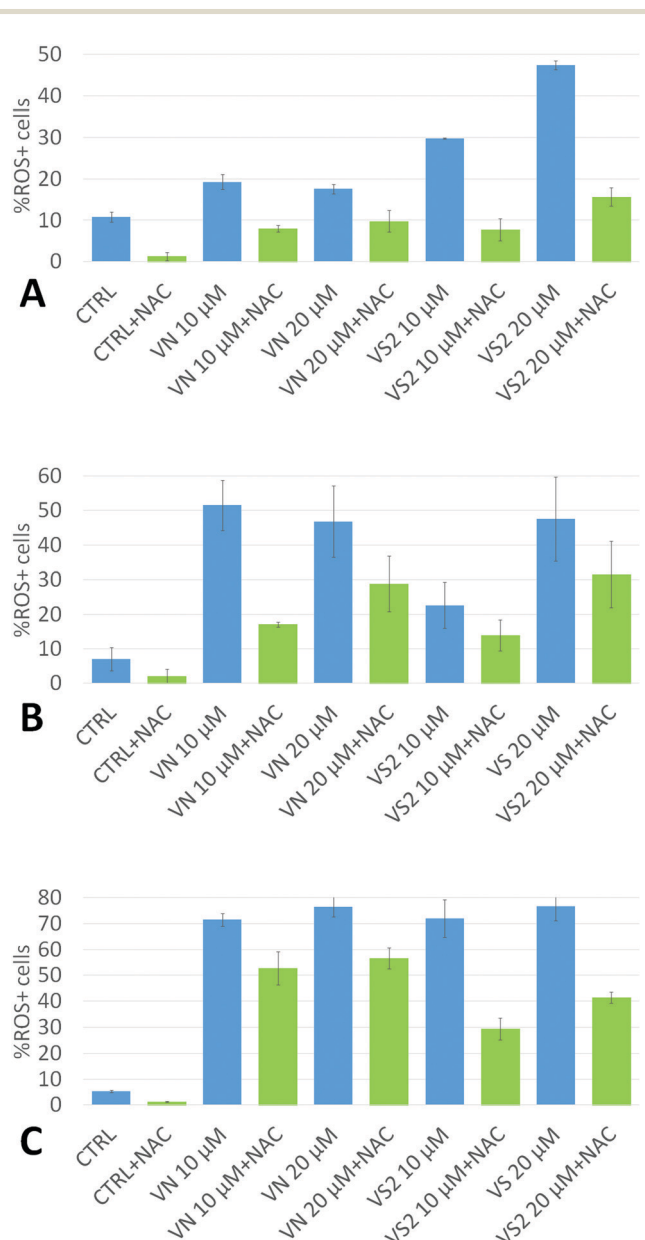 50
40
30
20
10
0
%ROS+ cells
A
CTRL
CTRL+NAC
VN 10 µM
VN 10 µM+NAC
VN 20 µM
VN 20 µM+NAC
VS2 10 µM
VS2 10 µM+NAC
VS2 20 µM
VS2 20 µM+NAC
60
50
40
30
20
10
0
%ROS+ cells
B
CTRL
CTRL+NAC
VN 10 µM
VN 10 µM+NAC
VN 20 µM
VN 20 µM+NAC
VS2 10 µM
VS2 10 µM+NAC
VS 20 µM
VS2 20 µM+NAC
80
70
60
50
40
30
20
10
0
%ROS+ cells
C
CTRL
CTRL+NAC
VN 10 µM
VN 10 µM+NAC
VN 20 µM
VN 20 µM+NAC
VS2 10 µM
VS2 10 µM+NAC
VS 20 µM
VS2 20 µM+NAC